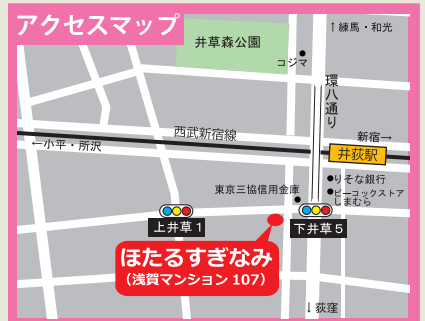 アクセスマップ
井草森公園
↑練馬・和光
コジマ
環八通り
西武新宿線
新宿→
←小平・所沢
井荻駅
りそな銀行
ピーコックストア
しまむら
東京三協信用金庫
上井草1
下井草5
ほたるすぎなみ
(浅賀マンション107)
↓荻窪